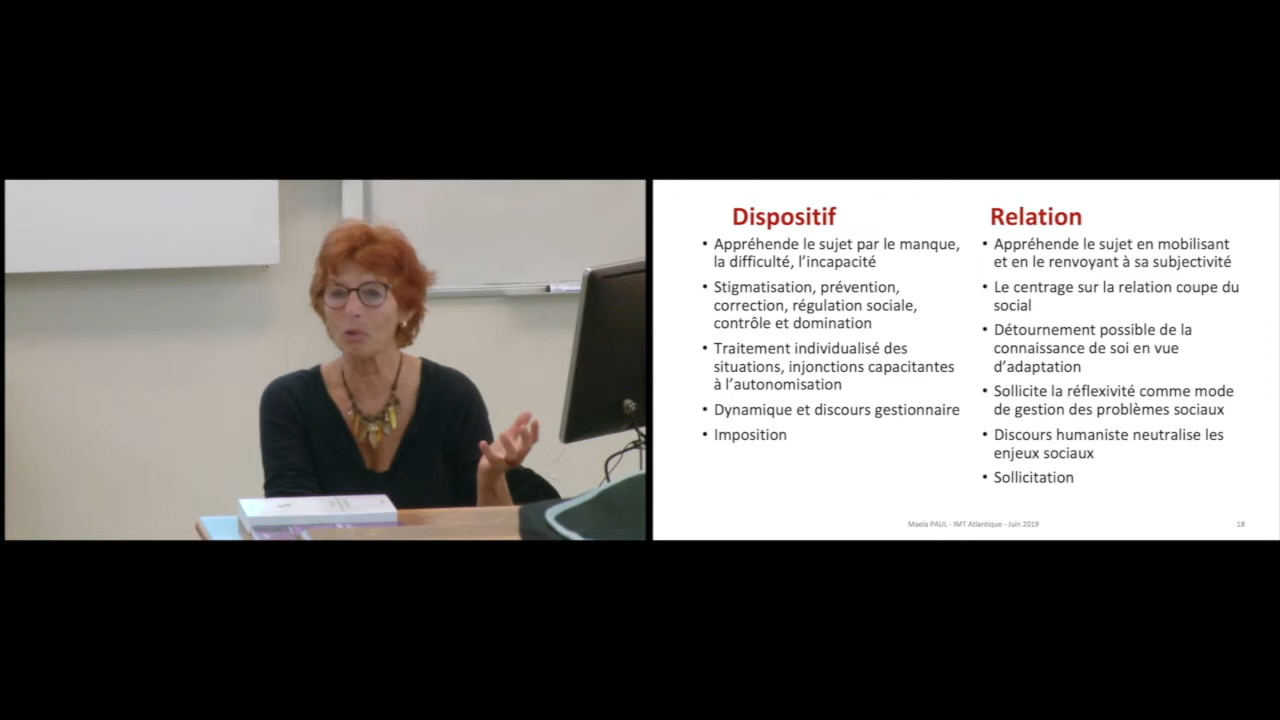 Dispositif
• Appréhende le sujet par le manque,
la difficulté, l'incapacité
• Stigmatisation, prévention,
correction, régulation sociale,
contrôle et domination
• Traitement individualisé des
situations, injonctions capacitantes
à l'autonomisation
• Dynamique et discours gestionnaire
• Imposition
Relation
• Appréhende le sujet en mobilisant
et en le renvoyant à sa subjectivité
• Le centrage sur la relation coupe du
social
• Détournement possible de la
connaissance de soi en vue
d'adaptation
• Sollicite la réflexivité comme mode
de gestion des problèmes sociaux
• Discours humaniste neutralise les
enjeux sociaux
• Sollicitation
Maela PAUL - IMT Atlantique - Juin 2019
18